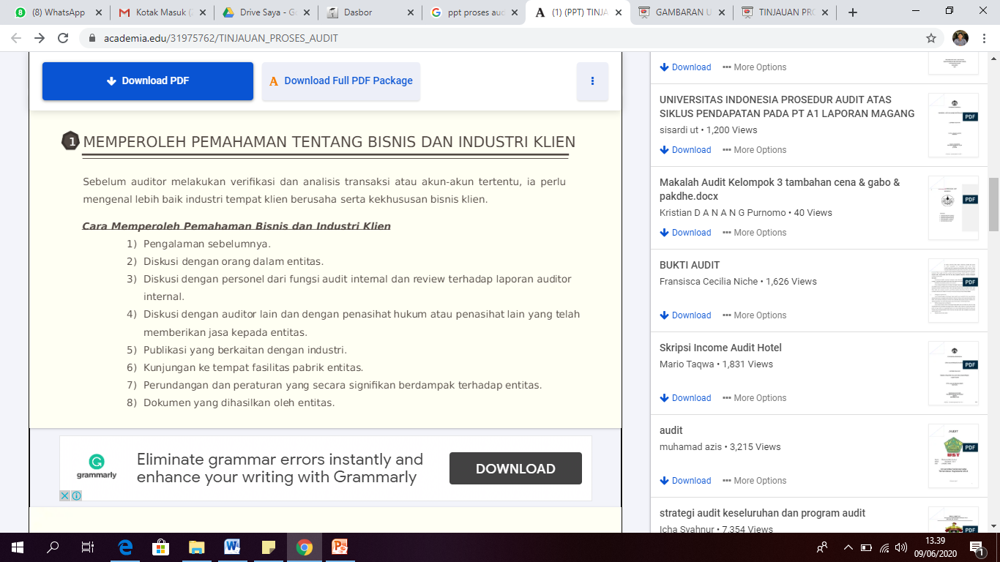 (8) WhatsApp
Kotak Masuk (
Drive Saya - G
Dasbor
ppt proses aud
(1) (PPT) TINJA
GAMBARAN U
TINJAUAN PRO
academia.edu/31975762/TINJAUAN_PROSES_AUDIT
Download PDF
A Download Full PDF Package
1 MEMPEROLEH PEMAHAMAN TENTANG BISNIS DAN INDUSTRI KLIEN
Sebelum auditor melakukan verifikasi dan analisis transaksi atau akun-akun tertentu, ia perlu
mengenal lebih baik industri tempat klien berusaha serta kekhususan bisnis klien.
Cara Memperoleh Pemahaman Bisnis dan Industri Klien
1) Pengalaman sebelumnya.
2) Diskusi dengan orang dalam entitas.
3) Diskusi dengan personel dari fungsi audit internal dan review terhadap laporan auditor
internal.
4) Diskusi dengan auditor lain dan dengan penasihat hukum atau penasihat lain yang telah
memberikan jasa kepada entitas.
5) Publikasi yang berkaitan dengan industri.
6) Kunjungan ke tempat fasilitas pabrik entitas.
7) Perundangan dan peraturan yang secara signifikan berdampak terhadap entitas.
8) Dokumen yang dihasilkan oleh entitas.
grammarly
Eliminate grammar errors instantly and
enhance your writing with Grammarly
DOWNLOAD
Download ••• More Options
UNIVERSITAS INDONESIA PROSEDUR AUDIT ATAS
SIKLUS PENDAPATAN PADA PT A1 LAPORAN MAGANG
sisardi ut • 1,200 Views
PDF
Download ••• More Options
Makalah Audit Kelompok 3 tambahan cena & gabo &
pakdhe.docx
Kristian D A N A N G Purnomo • 40 Views
PDF
Download ••• More Options
BUKTI AUDIT
Fransisca Cecilia Niche • 1,626 Views
PDF
Download ••• More Options
Skripsi Income Audit Hotel
Mario Taqwa • 1,831 Views
PDF
Download ••• More Options
audit
muhamad azis • 3,215 Views
AUDIT
BST
PDF
Download ••• More Options
strategi audit keseluruhan dan program audit
Icha Syahnur • 7,354 Views
PDF
13.39
09/06/2020
1